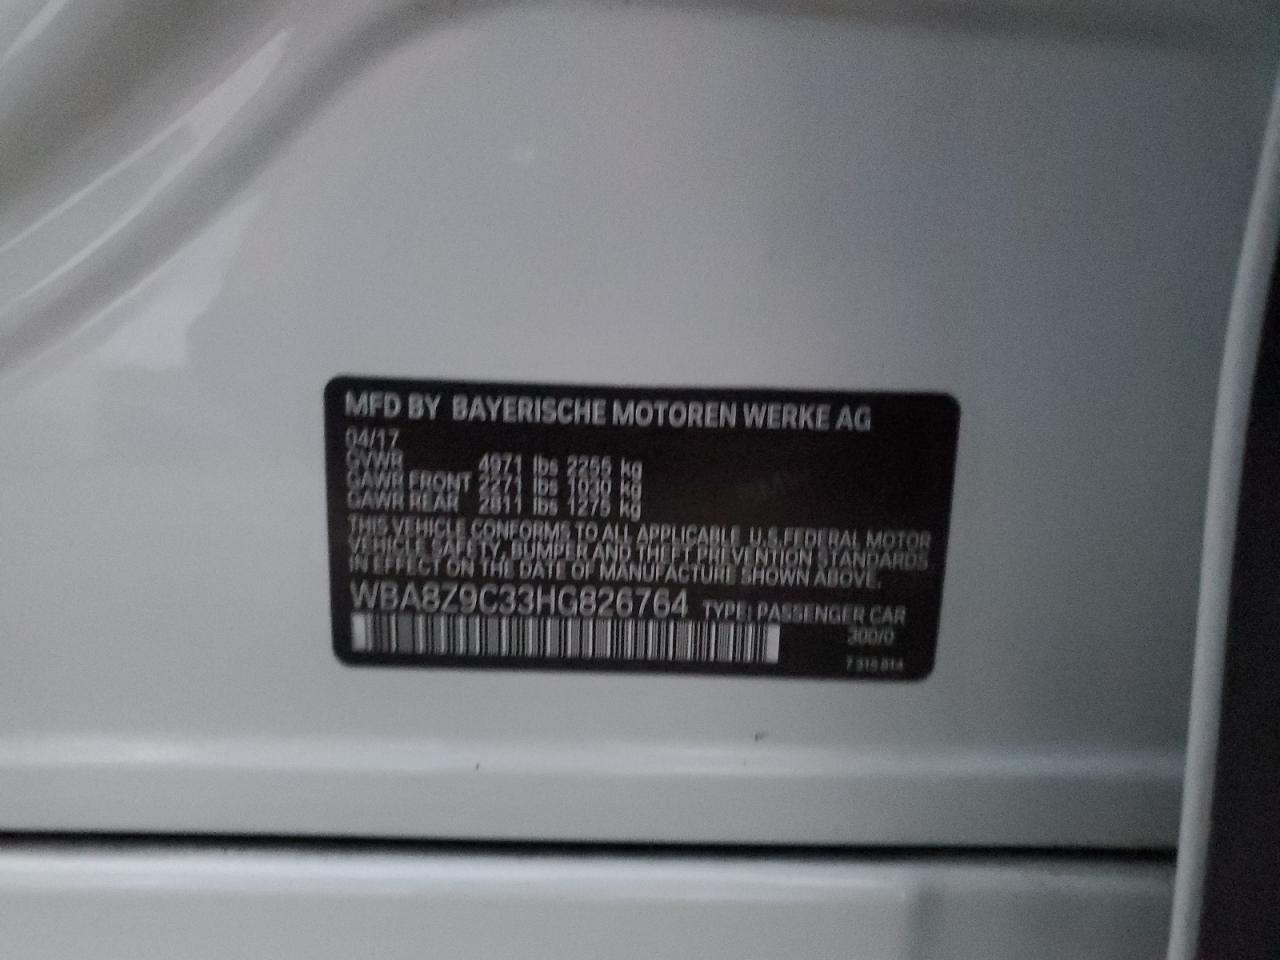 MFD BY BAYERISCHE MOTOREN WERKE AG
04/17
GVWR 4971 lbs 2255 kg
GAWR FRONT 2271 lbs 1030 kg
GAWR REAR 2811 lbs 1275 kg
THIS VEHICLE CONFORMS TO ALL APPLICABLE U.S.FEDERAL MOTOR
VEHICLE SAFETY, BUMPER AND THEFT PREVENTION STANDARDS
IN EFFECT ON THE DATE OF MANUFACTURE SHOWN ABOVE.
WBA8Z9C33HG826764 TYPE: PASSENGER CAR
300/0